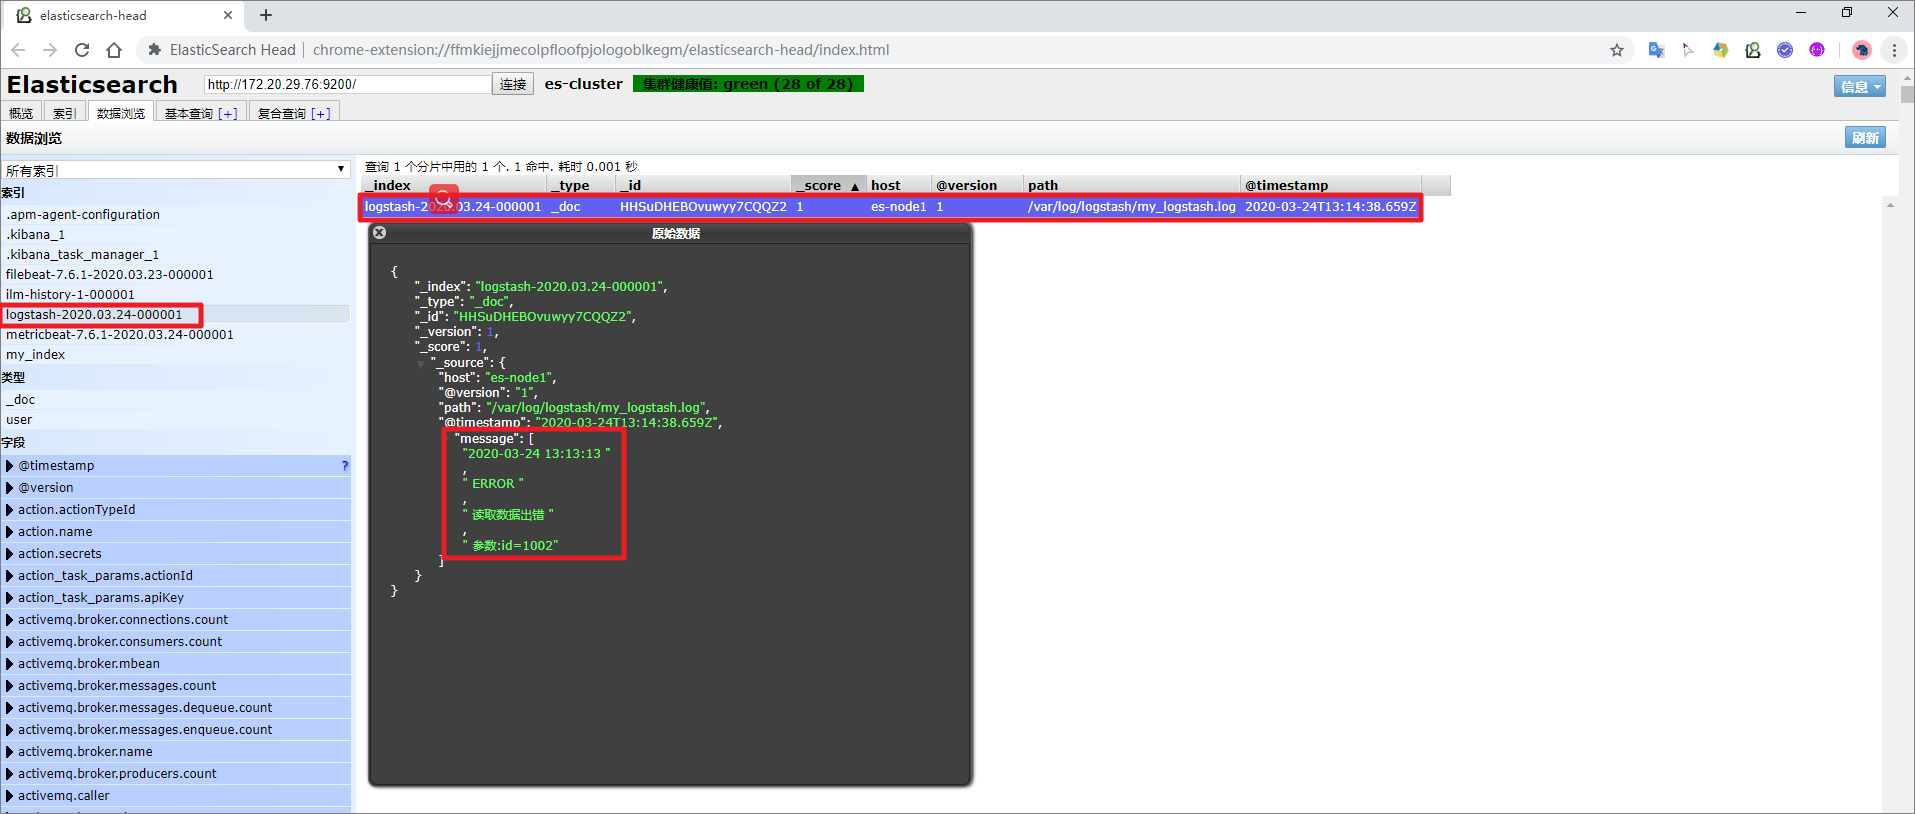 elasticsearch-head
ElasticSearch Head | chrome-extension://ffmkiejjmecolpfloofpjologoblkegm/elasticsearch-head/index.html
Elasticsearch
http://172.20.29.76:9200/
连接
es-cluster
集群健康值: green (28 of 28)
信息
概览
索引
数据浏览
基本查询 [+]
复合查询 [+]
数据浏览
刷新
所有索引
索引
.apm-agent-configuration
.kibana_1
.kibana_task_manager_1
filebeat-7.6.1-2020.03.23-000001
ilm-history-1-000001
logstash-2020.03.24-000001
metricbeat-7.6.1-2020.03.24-000001
my_index
类型
_doc
user
字段
@timestamp ?
@version
action.actionTypeId
action.name
action.secrets
action_task_params.actionId
action_task_params.apiKey
activemq.broker.connections.count
activemq.broker.consumers.count
activemq.broker.mbean
activemq.broker.messages.count
activemq.broker.messages.dequeue.count
activemq.broker.messages.enqueue.count
activemq.broker.name
activemq.broker.producers.count
activemq.caller
查询 1 个分片中用的 1 个. 1 命中. 耗时 0.001 秒
_index _type _id _score ▲ host @version path @timestamp
logstash-2020.03.24-000001 _doc HHSuDHEBOvuwyy7CQQZ2 1 es-node1 1 /var/log/logstash/my_logstash.log 2020-03-24T13:14:38.659Z
原始数据
{
"_index": "logstash-2020.03.24-000001",
"_type": "_doc",
"_id": "HHSuDHEBOvuwyy7CQQZ2",
"_version": 1,
"_score": 1,
"_source": {
"host": "es-node1",
"@version": "1",
"path": "/var/log/logstash/my_logstash.log",
"@timestamp": "2020-03-24T13:14:38.659Z",
"message": [
"2020-03-24 13:13:13 "
,
" ERROR "
,
" 读取数据出错 "
,
" 参数:id=1002"
]
}
}